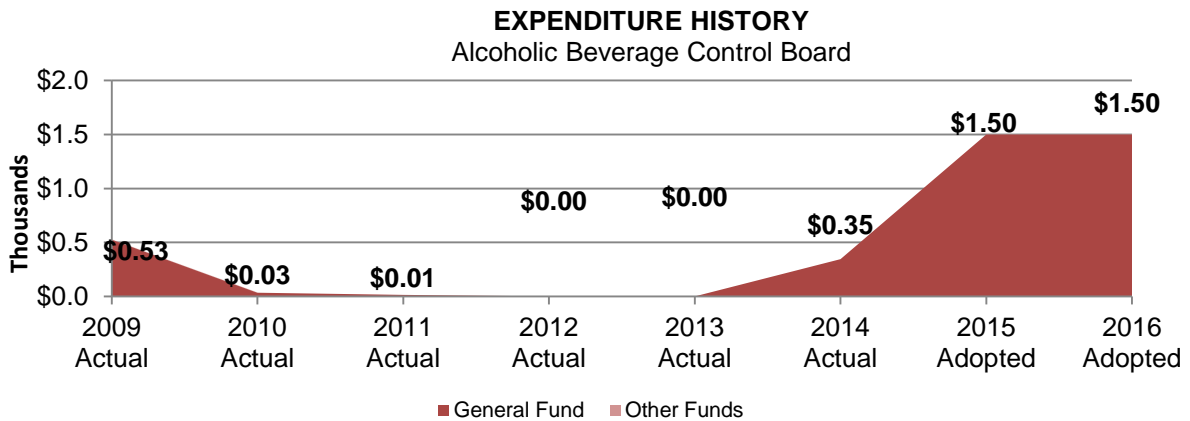 EXPENDITURE HISTORY
Alcoholic Beverage Control Board
Thousands
$2.0
$1.5
$1.0
$0.5
$0.0
$0.53
$0.03
$0.01
$0.00
$0.00
$0.35
$1.50
$1.50
2009 Actual
2010 Actual
2011 Actual
2012 Actual
2013 Actual
2014 Actual
2015 Adopted
2016 Adopted
General Fund Other Funds